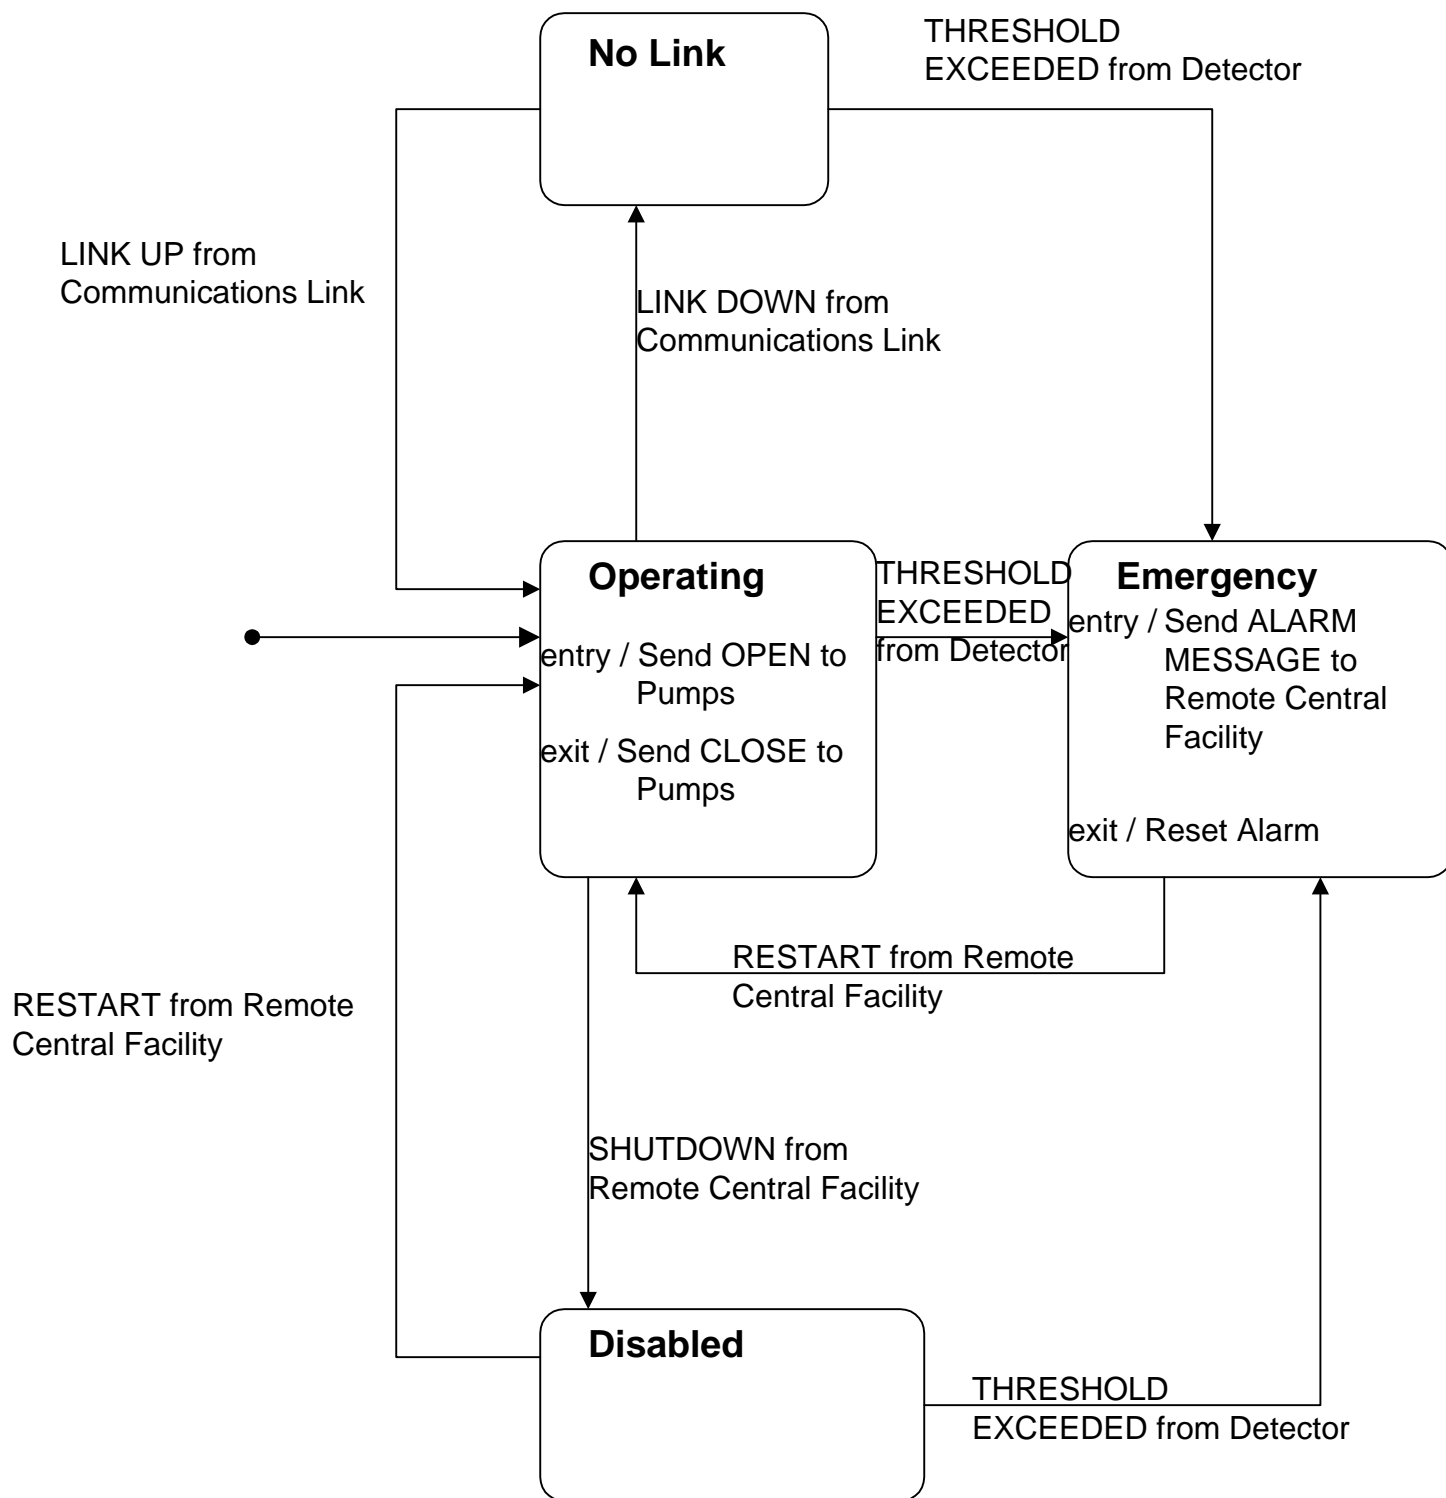 No Link
THRESHOLD
EXCEEDED from Detector
LINK UP from
Communications Link
LINK DOWN from
Communications Link
Operating
entry / Send OPEN to
Pumps
exit / Send CLOSE to
Pumps
THRESHOLD
EXCEEDED
from Detector
Emergency
entry / Send ALARM
MESSAGE to
Remote Central
Facility
exit / Reset Alarm
RESTART from Remote
Central Facility
RESTART from Remote
Central Facility
SHUTDOWN from
Remote Central Facility
Disabled
THRESHOLD
EXCEEDED from Detector